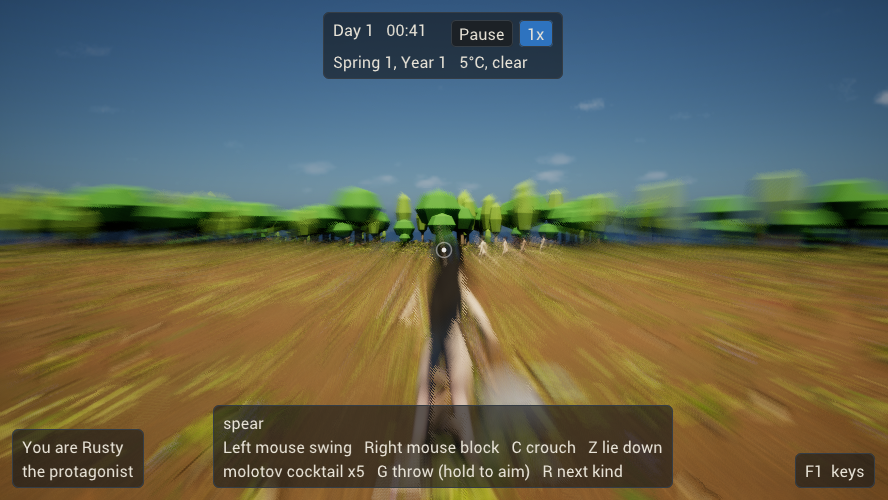 Day 1 00:41 Pause 1x
Spring 1, Year 1 5°C, clear
spear
Left mouse swing Right mouse block C crouch Z lie down
molotov cocktail x5 G throw (hold to aim) R next kind
You are Rusty
the protagonist
F1 keys